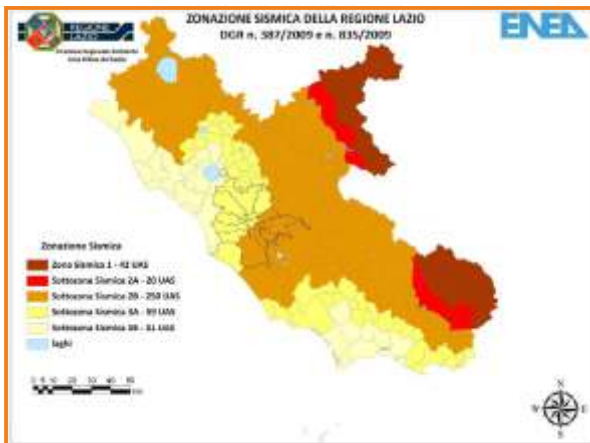 ZONAZIONE SISMICA DELLA REGIONE LAZIO
DGR n. 387/2009 e n. 835/2009
REGIONE
LAZIO
ENEA
Zonazione Sismica
Zona Sismica 1 - 42 UAS
Sottozona Sismica 2A - 20 UAS
Sottozona Sismica 2B - 250 UAS
Sottozona Sismica 3A - 59 UAS
Sottozona Sismica 3B - 31 UAS
laghi
N
W E
S